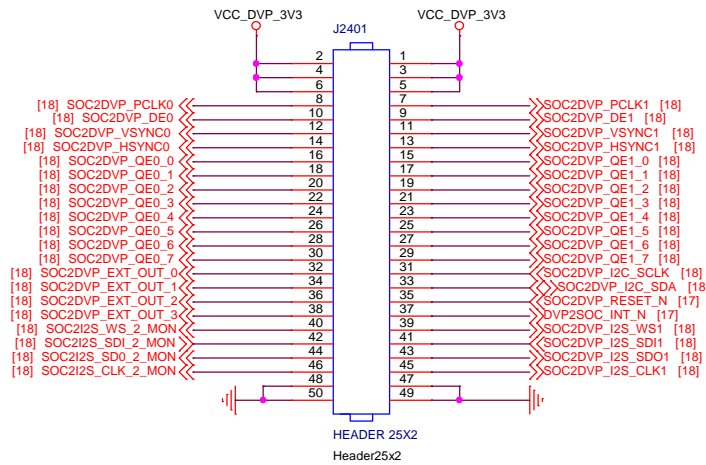 VCC_DVP_3V3 VCC_DVP_3V3
J2401
2 1
4 3
6 5
[18] SOC2DVP_PCLK0 8 7 SOC2DVP_PCLK1 [18]
[18] SOC2DVP_DE0 10 9 SOC2DVP_DE1 [18]
[18] SOC2DVP_VSYNC0 12 11 SOC2DVP_VSYNC1 [18]
[18] SOC2DVP_HSYNC0 14 13 SOC2DVP_HSYNC1 [18]
[18] SOC2DVP_QE0_0 16 15 SOC2DVP_QE1_0 [18]
[18] SOC2DVP_QE0_1 18 17 SOC2DVP_QE1_1 [18]
[18] SOC2DVP_QE0_2 20 19 SOC2DVP_QE1_2 [18]
[18] SOC2DVP_QE0_3 22 21 SOC2DVP_QE1_3 [18]
[18] SOC2DVP_QE0_4 24 23 SOC2DVP_QE1_4 [18]
[18] SOC2DVP_QE0_5 26 25 SOC2DVP_QE1_5 [18]
[18] SOC2DVP_QE0_6 28 27 SOC2DVP_QE1_6 [18]
[18] SOC2DVP_QE0_7 30 29 SOC2DVP_QE1_7 [18]
[18] SOC2DVP_EXT_OUT_0 32 31 SOC2DVP_I2C_SCLK [18]
[18] SOC2DVP_EXT_OUT_1 34 33 SOC2DVP_I2C_SDA [18
[18] SOC2DVP_EXT_OUT_2 36 35 SOC2DVP_RESET_N [17]
[18] SOC2DVP_EXT_OUT_3 38 37 DVP2SOC_INT_N [17]
[18] SOC2I2S_WS_2_MON 40 39 SOC2DVP_I2S_WS1 [18]
[18] SOC2I2S_SDI_2_MON 42 41 SOC2DVP_I2S_SDI1 [18]
[18] SOC2I2S_SD0_2_MON 44 43 SOC2DVP_I2S_SDO1 [18]
[18] SOC2I2S_CLK_2_MON 46 45 SOC2DVP_I2S_CLK1 [18]
48 47
50 49
HEADER 25X2
Header25x2